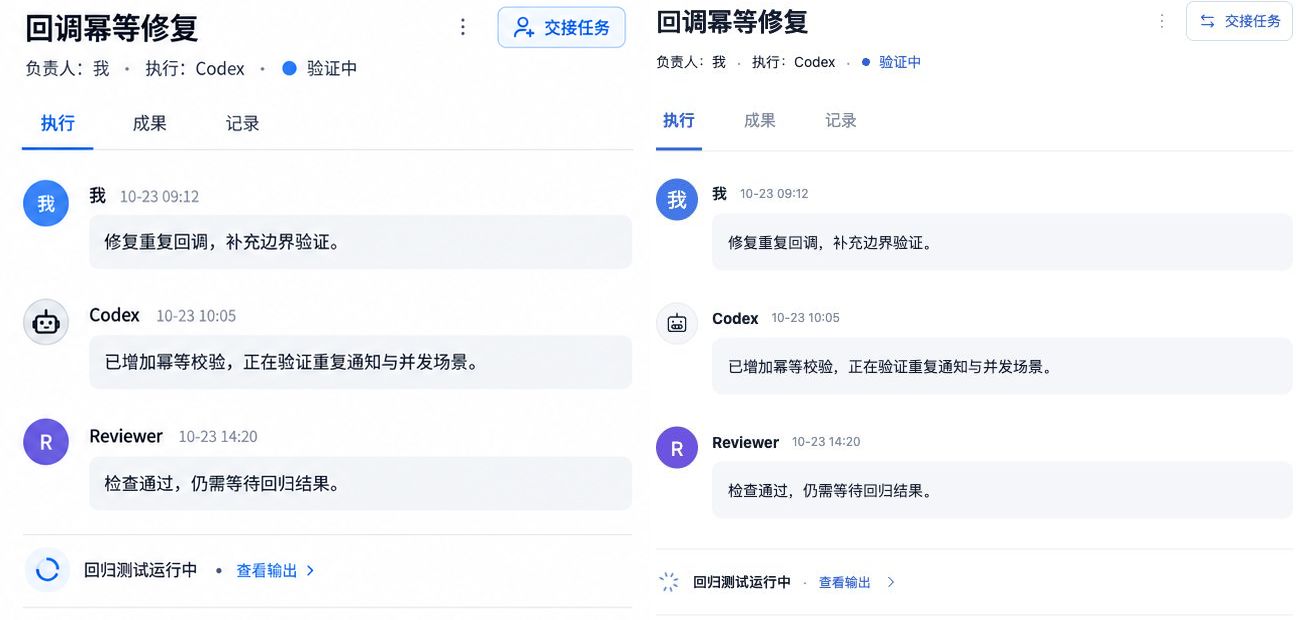 回调幂等修复
交接任务
负责人：我 · 执行：Codex · 验证中
执行 成果 记录
我
我 10-23 09:12
修复重复回调，补充边界验证。
Codex 10-23 10:05
已增加幂等校验，正在验证重复通知与并发场景。
R
Reviewer 10-23 14:20
检查通过，仍需等待回归结果。
回归测试运行中 · 查看输出
回调幂等修复
交接任务
负责人：我 · 执行：Codex · 验证中
执行 成果 记录
我
我 10-23 09:12
修复重复回调，补充边界验证。
Codex 10-23 10:05
已增加幂等校验，正在验证重复通知与并发场景。
R
Reviewer 10-23 14:20
检查通过，仍需等待回归结果。
回归测试运行中 · 查看输出